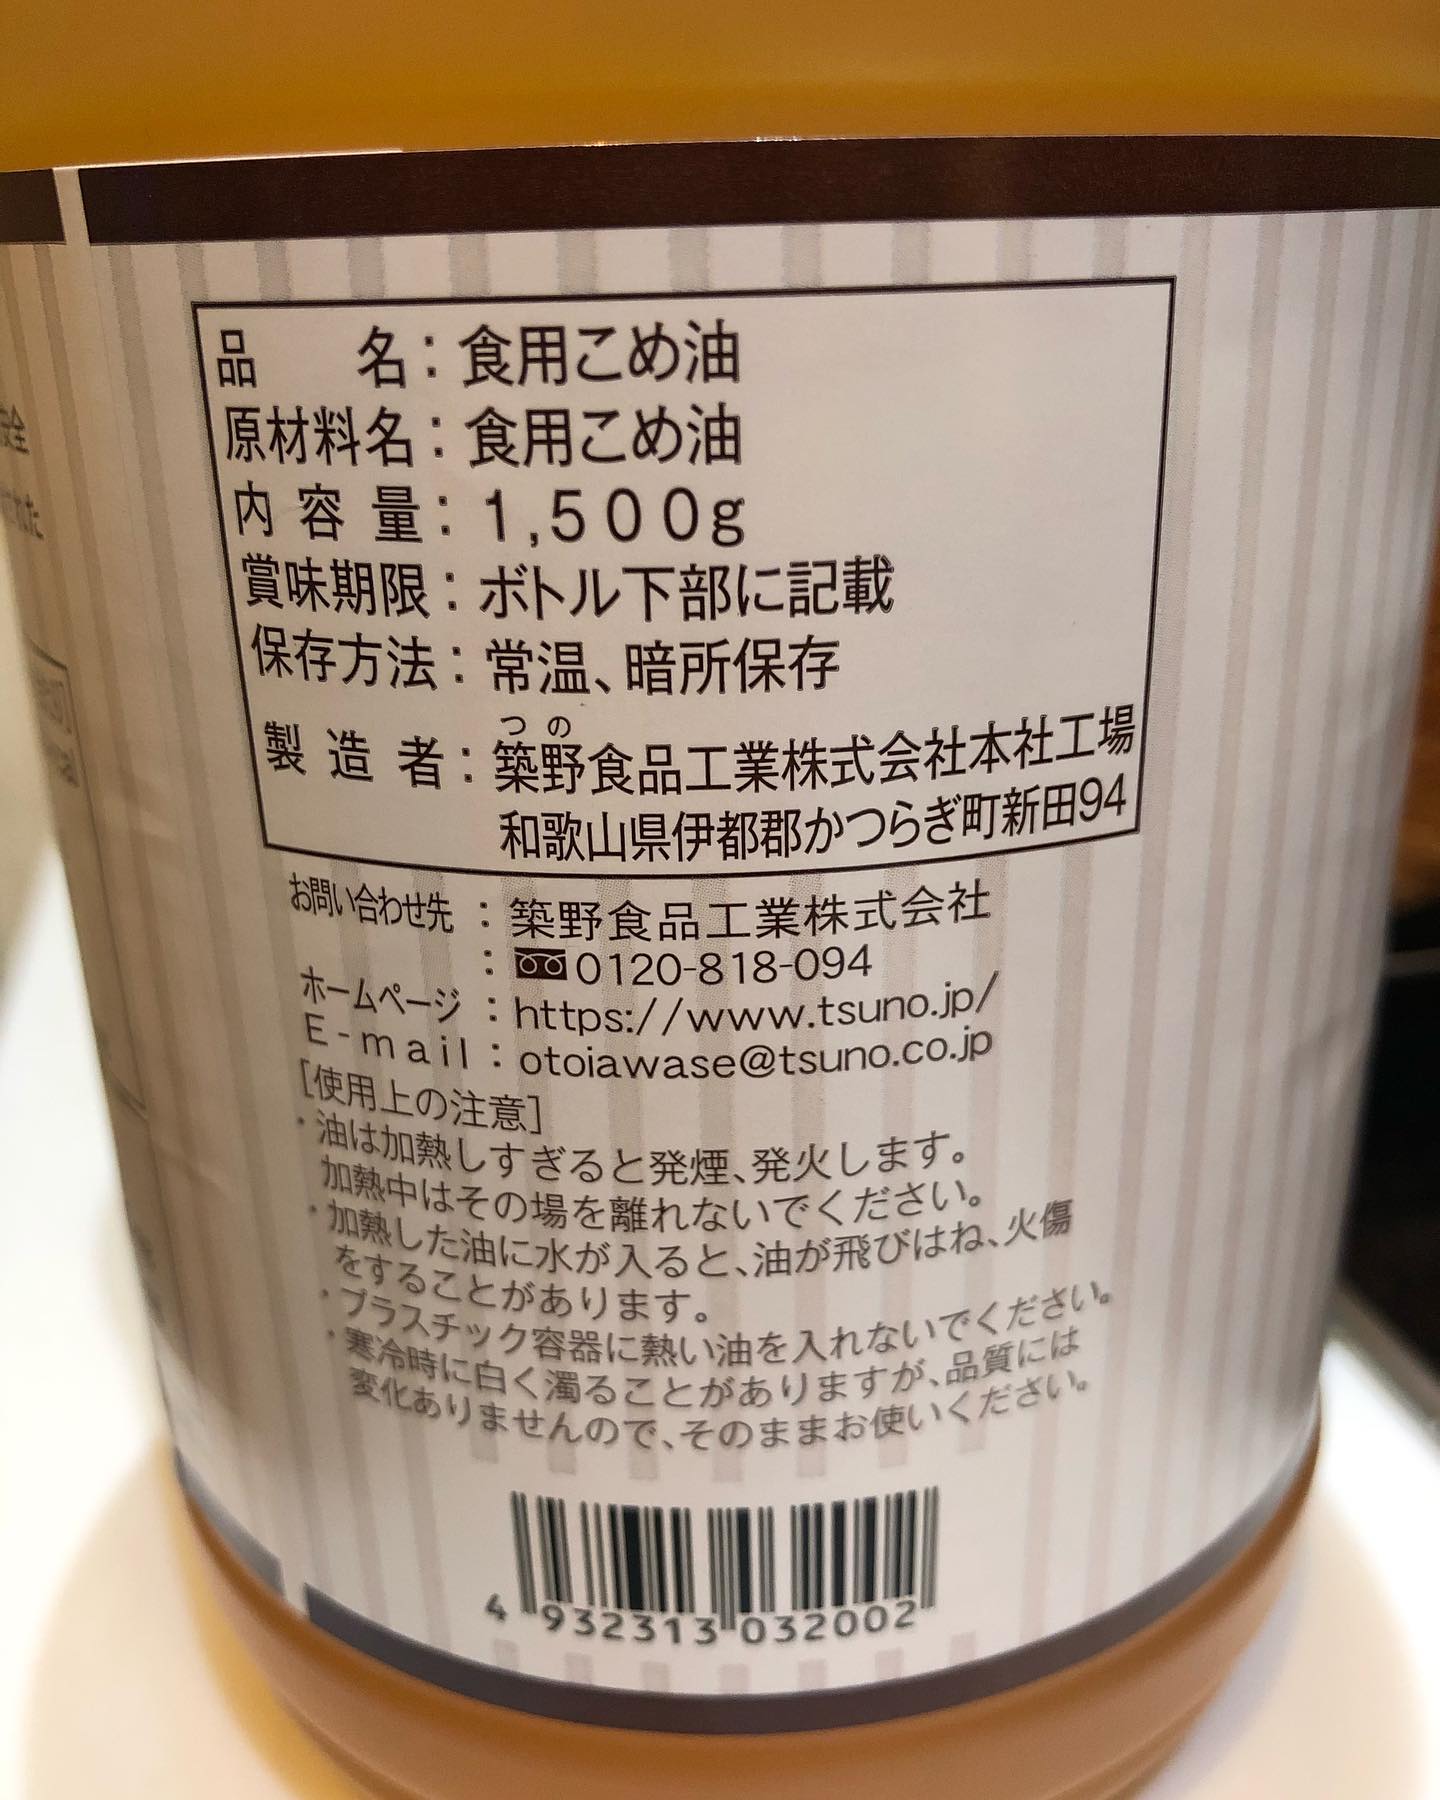 品名：食用こめ油
原材料名：食用こめ油
内容量：1,500g
賞味期限：ボトル下部に記載
保存方法：常温、暗所保存
つの
製造者：築野食品工業株式会社本社工場
和歌山県伊都郡かつらぎ町新田94
お問い合わせ先：築野食品工業株式会社
：0120-818-094
ホームページ：https://www.tsuno.jp/
E-mail：otoiawase@tsuno.co.jp
[使用上の注意]
・油は加熱しすぎると発煙、発火します。
加熱中はその場を離れないでください。
・加熱した油に水が入ると、油が飛びはね、火傷
をすることがあります。
・プラスチック容器に熱い油を入れないでください。
・寒冷時に白く濁ることがありますが、品質には
変化ありませんので、そのままお使いください。
4 932313 032002